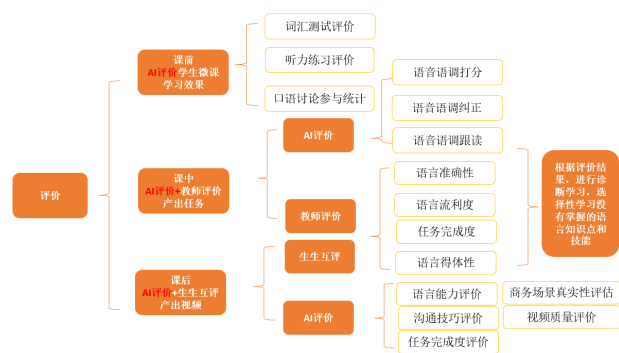 评价
课前
AI评价学生微课
学习效果
词汇测试评价
听力练习评价
口语讨论参与统计
课中
AI评价+教师评价
产出任务
AI评价
语音语调打分
语音语调纠正
语音语调跟读
教师评价
语言准确性
语言流利度
任务完成度
语言得体性
根据评价结
果，进行诊
断学习，选
择性学习没
有掌握的语
言知识点和
技能
课后
AI评价+生生互评
产出视频
生生互评
AI评价
语言能力评价
商务场景真实性评估
沟通技巧评价
视频质量评价
任务完成度评价